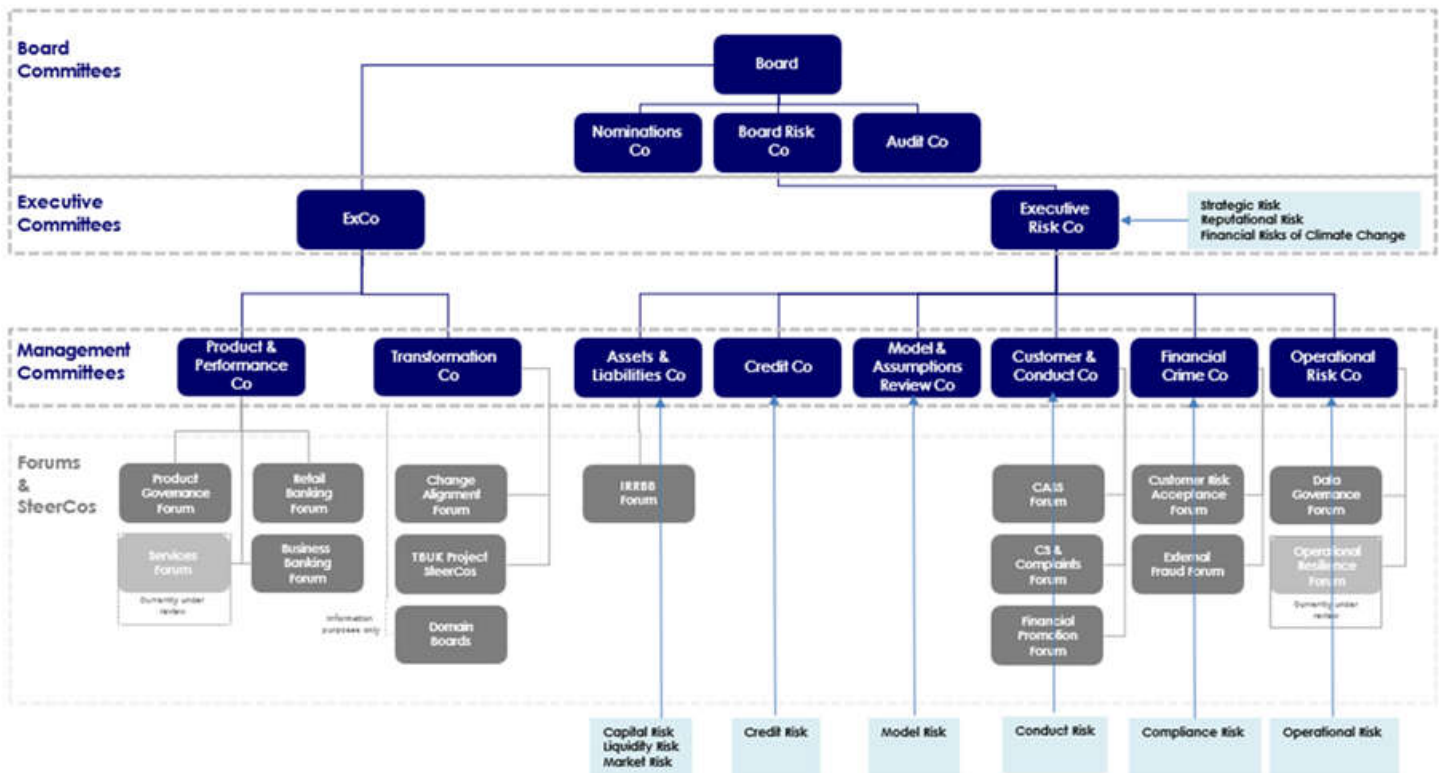 Board
Committees
Board
Nominations
Co
Board Risk
Co
Audit Co
Executive
Committees
ExCo
Executive
Risk Co
Strategic Risk
Reputational Risk
Financial Risks of Climate Change
Management
Committees
Product &
Performance
Co
Transformation
Co
Assets &
Liabilities Co
Credit Co
Model &
Assumptions
Review Co
Customer &
Conduct Co
Financial
Crime Co
Operational
Risk Co
Forums
&
SteerCos
Product
Governance
Forum
Retail
Banking
Forum
Change
Alignment
Forum
IRRBB
Forum
CASS
Forum
Customer Risk
Acceptance
Forum
Data
Governance
Forum
Services
Forum
Currently under
review
Business
Banking
Forum
TBUK Project
SteerCos
CS &
Complaints
Forum
External
Fraud Forum
Operational
Resilience
Forum
Currently under
review
Information
purposes only
Domain
Boards
Financial
Promotion
Forum
Capital Risk
Liquidity Risk
Market Risk
Credit Risk
Model Risk
Conduct Risk
Compliance Risk
Operational Risk